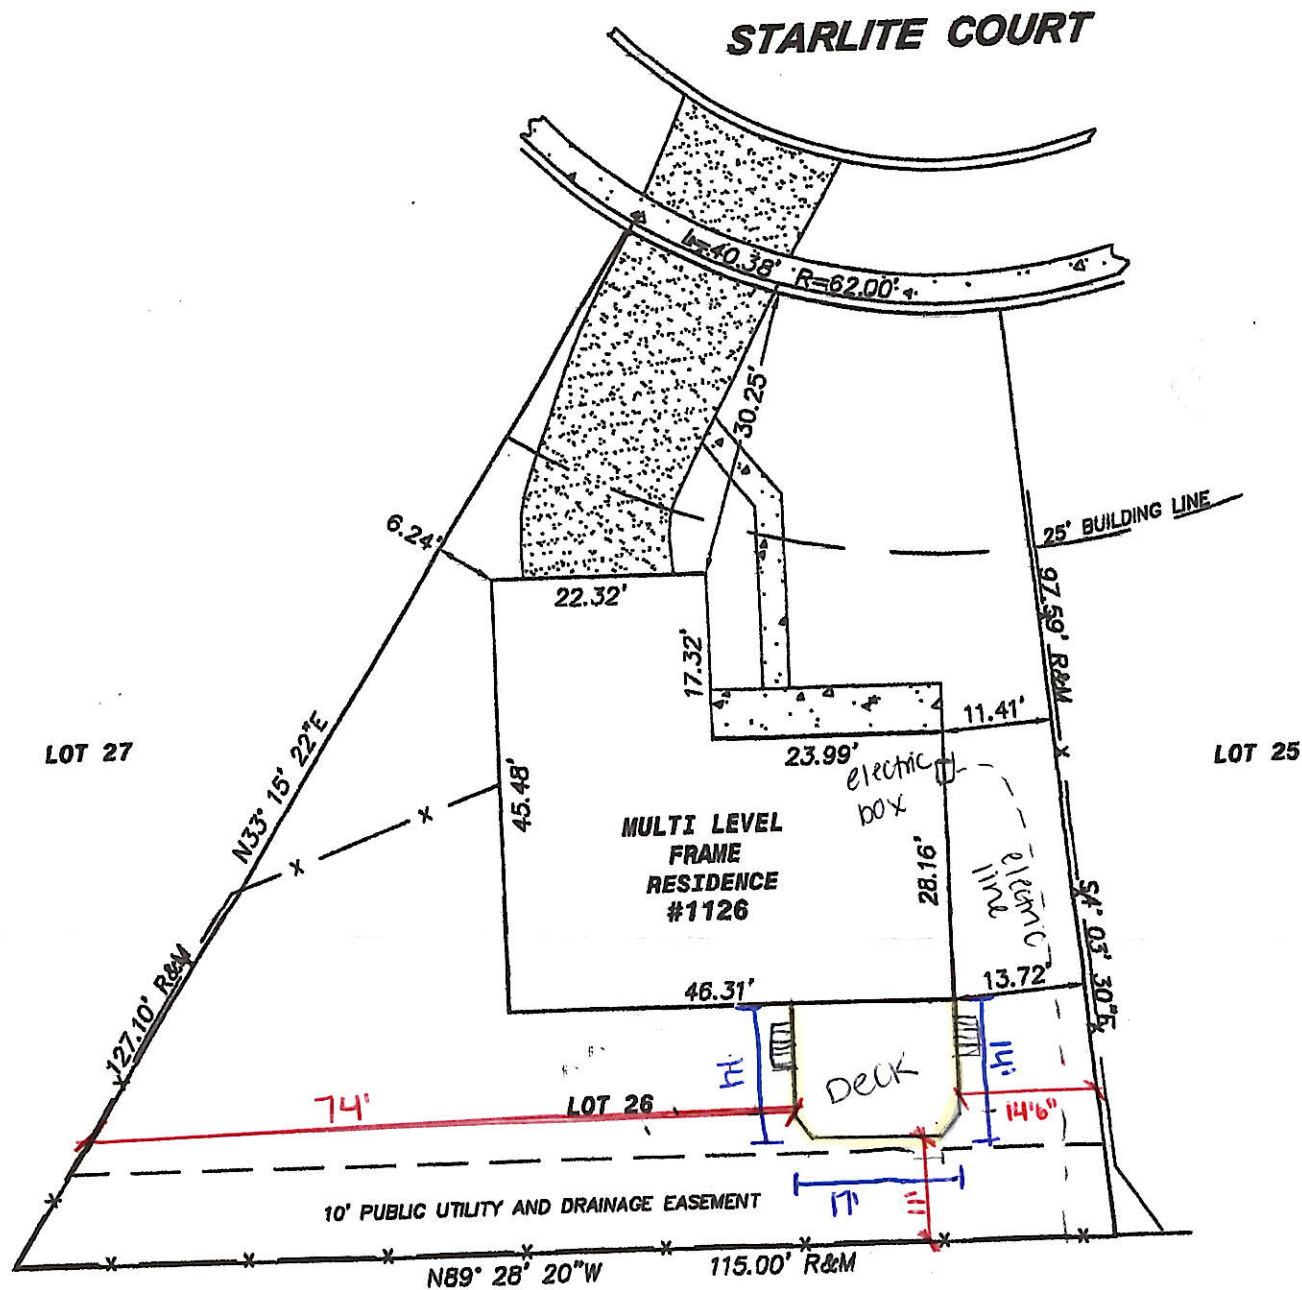 STARLITE COURT
L=40.38' R=62.00'
30.25'
25' BUILDING LINE
6.24'
22.32'
97.59' R&M
17.32'
11.41'
23.99'
LOT 27
LOT 25
N33° 15' 22"E
electric
box
45.48'
MULTI LEVEL
FRAME
RESIDENCE
#1126
28.16'
electric
line
S4° 03' 30"E
13.72'
46.31'
127.10' R&M
14'
Deck
14'
74'
LOT 26
14'6"
10' PUBLIC UTILITY AND DRAINAGE EASEMENT
17'
11'
N89° 28' 20"W
115.00' R&M